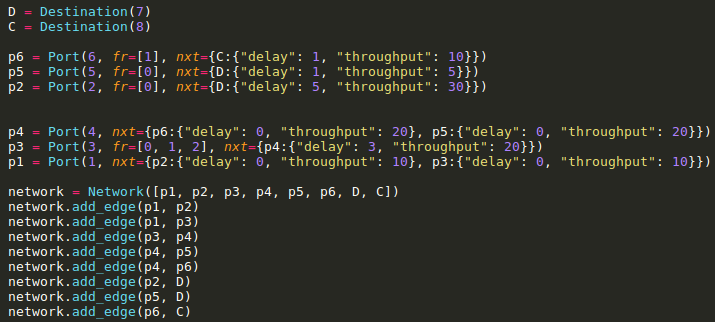 D = Destination(7)
C = Destination(8)
p6 = Port(6, fr=[1], nxt={C:{"delay": 1, "throughput": 10}})
p5 = Port(5, fr=[0], nxt={D:{"delay": 1, "throughput": 5}})
p2 = Port(2, fr=[0], nxt={D:{"delay": 5, "throughput": 30}})
p4 = Port(4, nxt={p6:{"delay": 0, "throughput": 20}, p5:{"delay": 0, "throughput": 20}})
p3 = Port(3, fr=[0, 1, 2], nxt={p4:{"delay": 3, "throughput": 20}})
p1 = Port(1, nxt={p2:{"delay": 0, "throughput": 10}, p3:{"delay": 0, "throughput": 10}})
network = Network([p1, p2, p3, p4, p5, p6, D, C])
network.add_edge(p1, p2)
network.add_edge(p1, p3)
network.add_edge(p3, p4)
network.add_edge(p4, p5)
network.add_edge(p4, p6)
network.add_edge(p2, D)
network.add_edge(p5, D)
network.add_edge(p6, C)